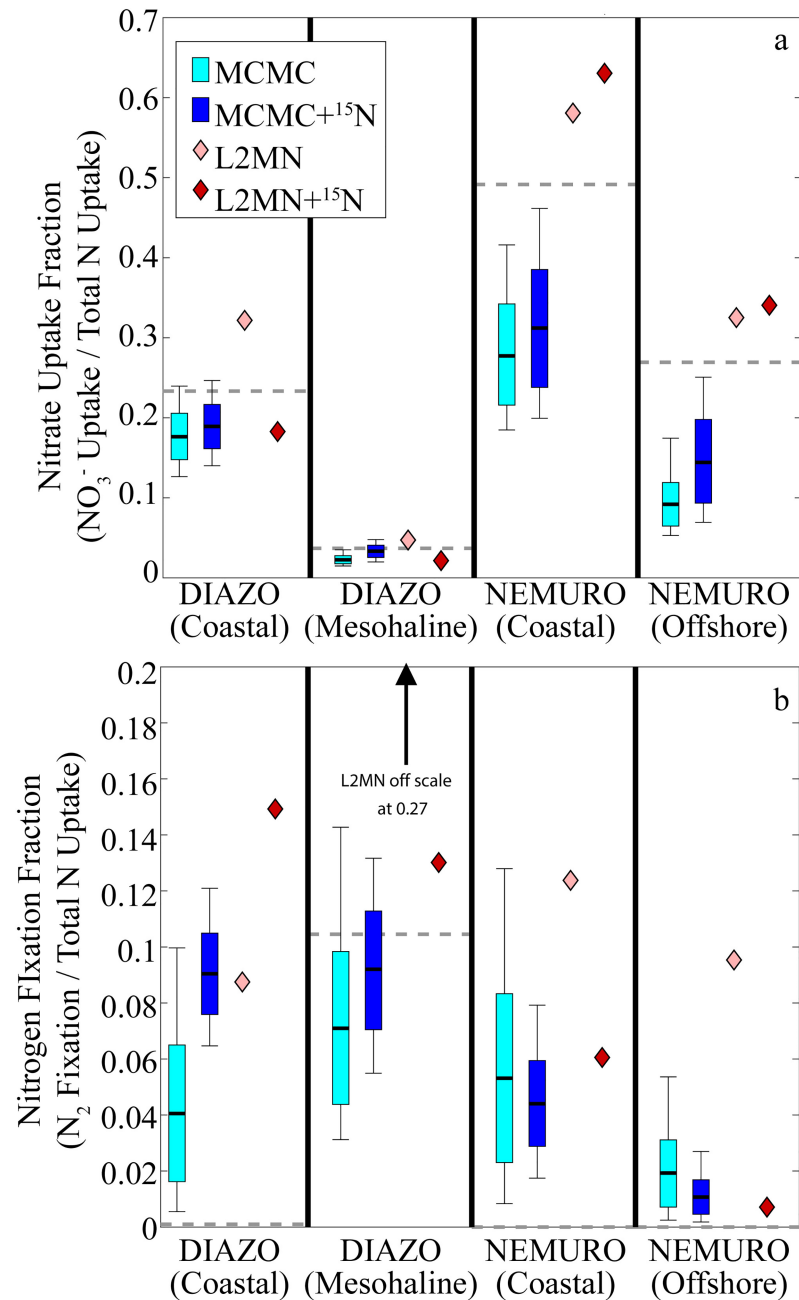 0.7
a
MCMC
MCMC+¹⁵N
L2MN
L2MN+¹⁵N
0.6
0.5
0.4
0.3
0.2
0.1
0
Nitrate Uptake Fraction
(NO₃⁻ Uptake / Total N Uptake)
DIAZO DIAZO NEMURO NEMURO
(Coastal) (Mesohaline) (Coastal) (Offshore)
0.2
b
0.18
L2MN off scale
at 0.27
0.16
0.14
0.12
0.1
0.08
0.06
0.04
0.02
0
Nitrogen FIxation Fraction
(N₂ Fixation / Total N Uptake)
DIAZO DIAZO NEMURO NEMURO
(Coastal) (Mesohaline) (Coastal) (Offshore)